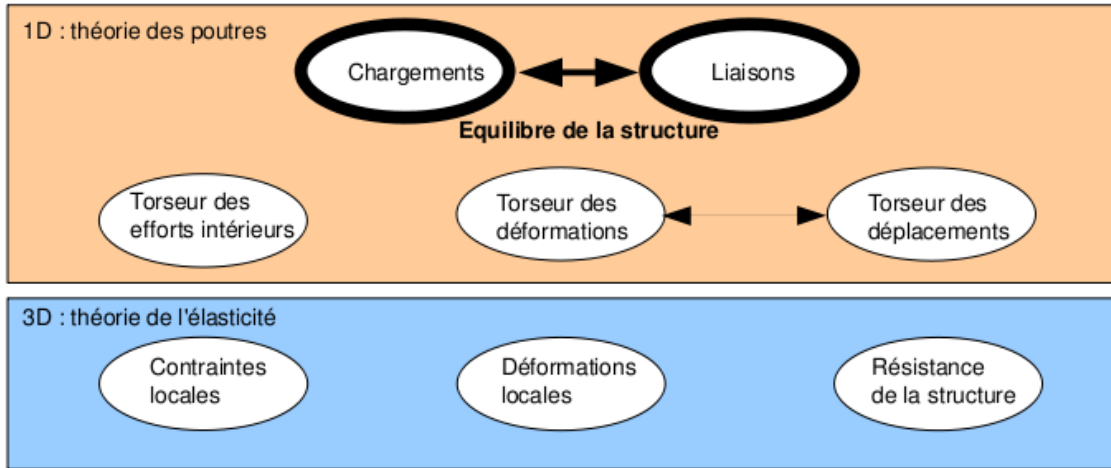 1D : théorie des poutres
Chargements
Liaisons
Equilibre de la structure
Torseur des
efforts intérieurs
Torseur des
déformations
Torseur des
déplacements
3D : théorie de l'élasticité
Contraintes
locales
Déformations
locales
Résistance
de la structure